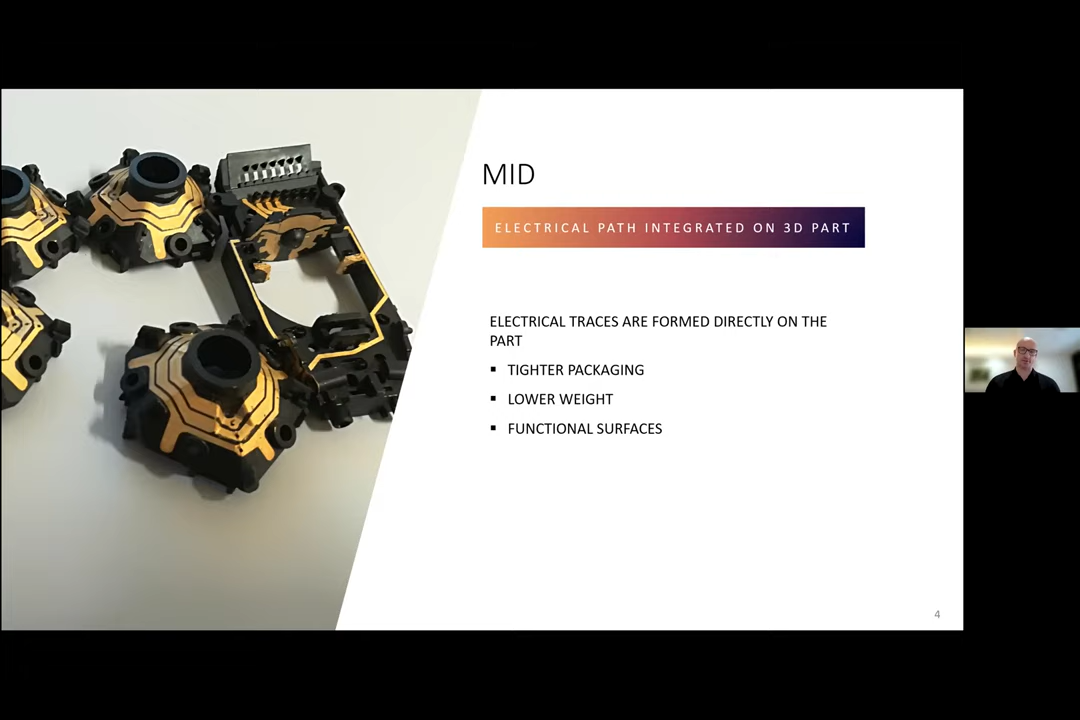 MID
ELECTRICAL PATH INTEGRATED ON 3D PART
ELECTRICAL TRACES ARE FORMED DIRECTLY ON THE
PART
▪ TIGHTER PACKAGING
▪ LOWER WEIGHT
▪ FUNCTIONAL SURFACES
4